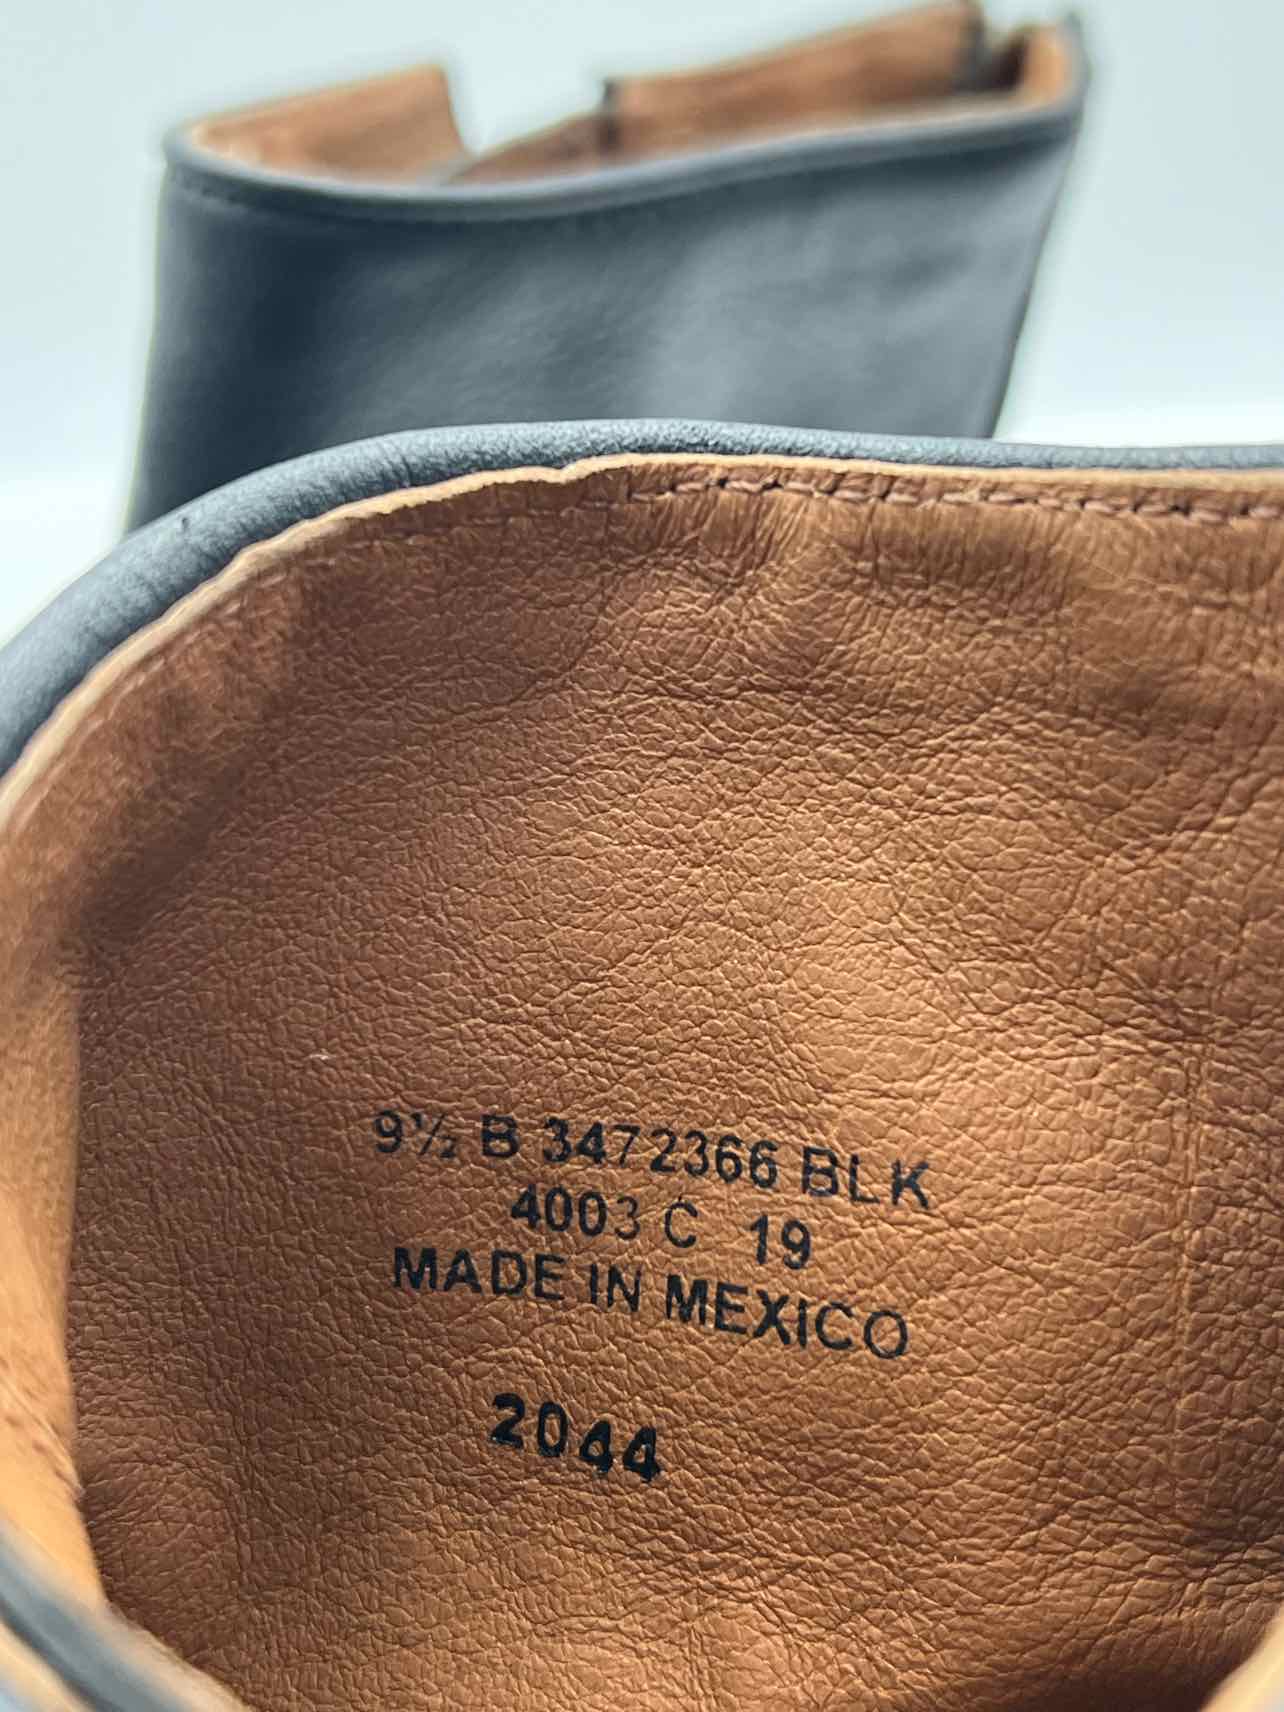 9½ B 3472366 BLK
4003 C 19
MADE IN MEXICO
2044